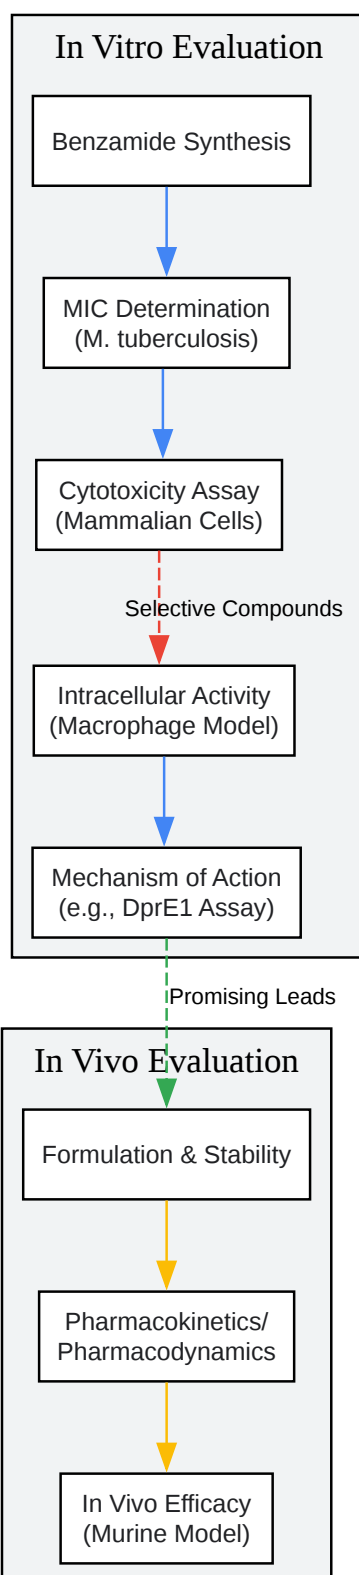 In Vitro Evaluation
Benzamide Synthesis
MIC Determination
(M. tuberculosis)
Cytotoxicity Assay
(Mammalian Cells)
Selective Compounds
Intracellular Activity
(Macrophage Model)
Mechanism of Action
(e.g., DprE1 Assay)
Promising Leads
In Vivo Evaluation
Formulation & Stability
Pharmacokinetics/
Pharmacodynamics
In Vivo Efficacy
(Murine Model)